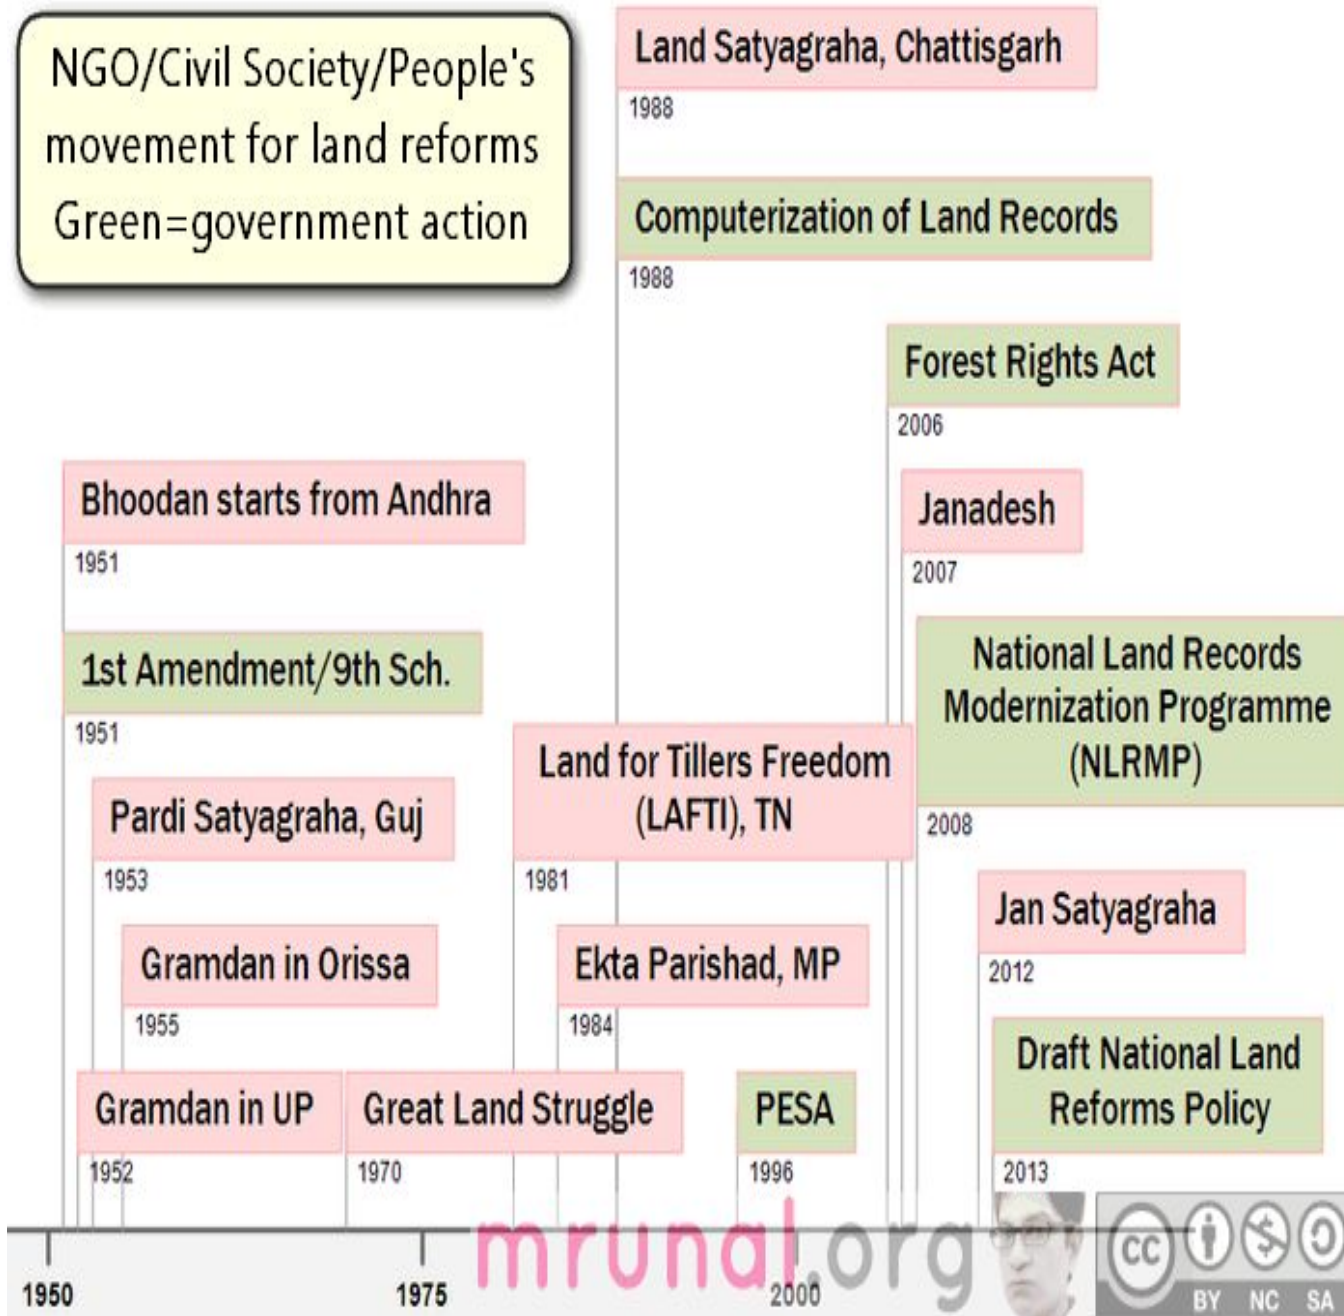 NGO/Civil Society/People's
movement for land reforms
Green=government action
Land Satyagraha, Chattisgarh
1988
Computerization of Land Records
1988
Forest Rights Act
2006
Bhoodan starts from Andhra
1951
Janadesh
2007
1st Amendment/9th Sch.
1951
National Land Records
Modernization Programme
(NLRMP)
2008
Land for Tillers Freedom
(LAFTI), TN
1981
Pardi Satyagraha, Guj
1953
Jan Satyagraha
2012
Gramdan in Orissa
1955
Ekta Parishad, MP
1984
Draft National Land
Reforms Policy
2013
Gramdan in UP
1952
Great Land Struggle
1970
PESA
1996
mrunal.org
cc
BY NC SA
1950
1975
2000